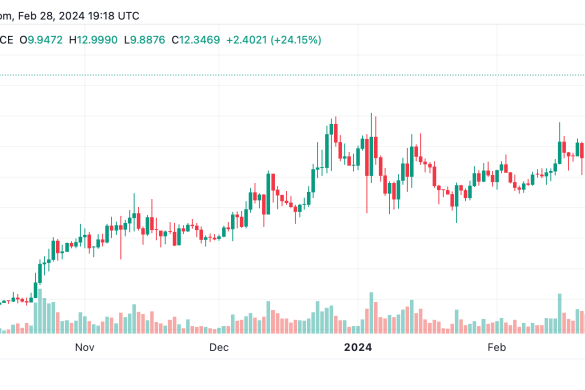 om, Feb 28, 2024 19:18 UTC
CE O9.9472 H12.9990 L9.8876 C12.3469 +2.4021 (+24.15%)
Nov Dec 2024 Feb